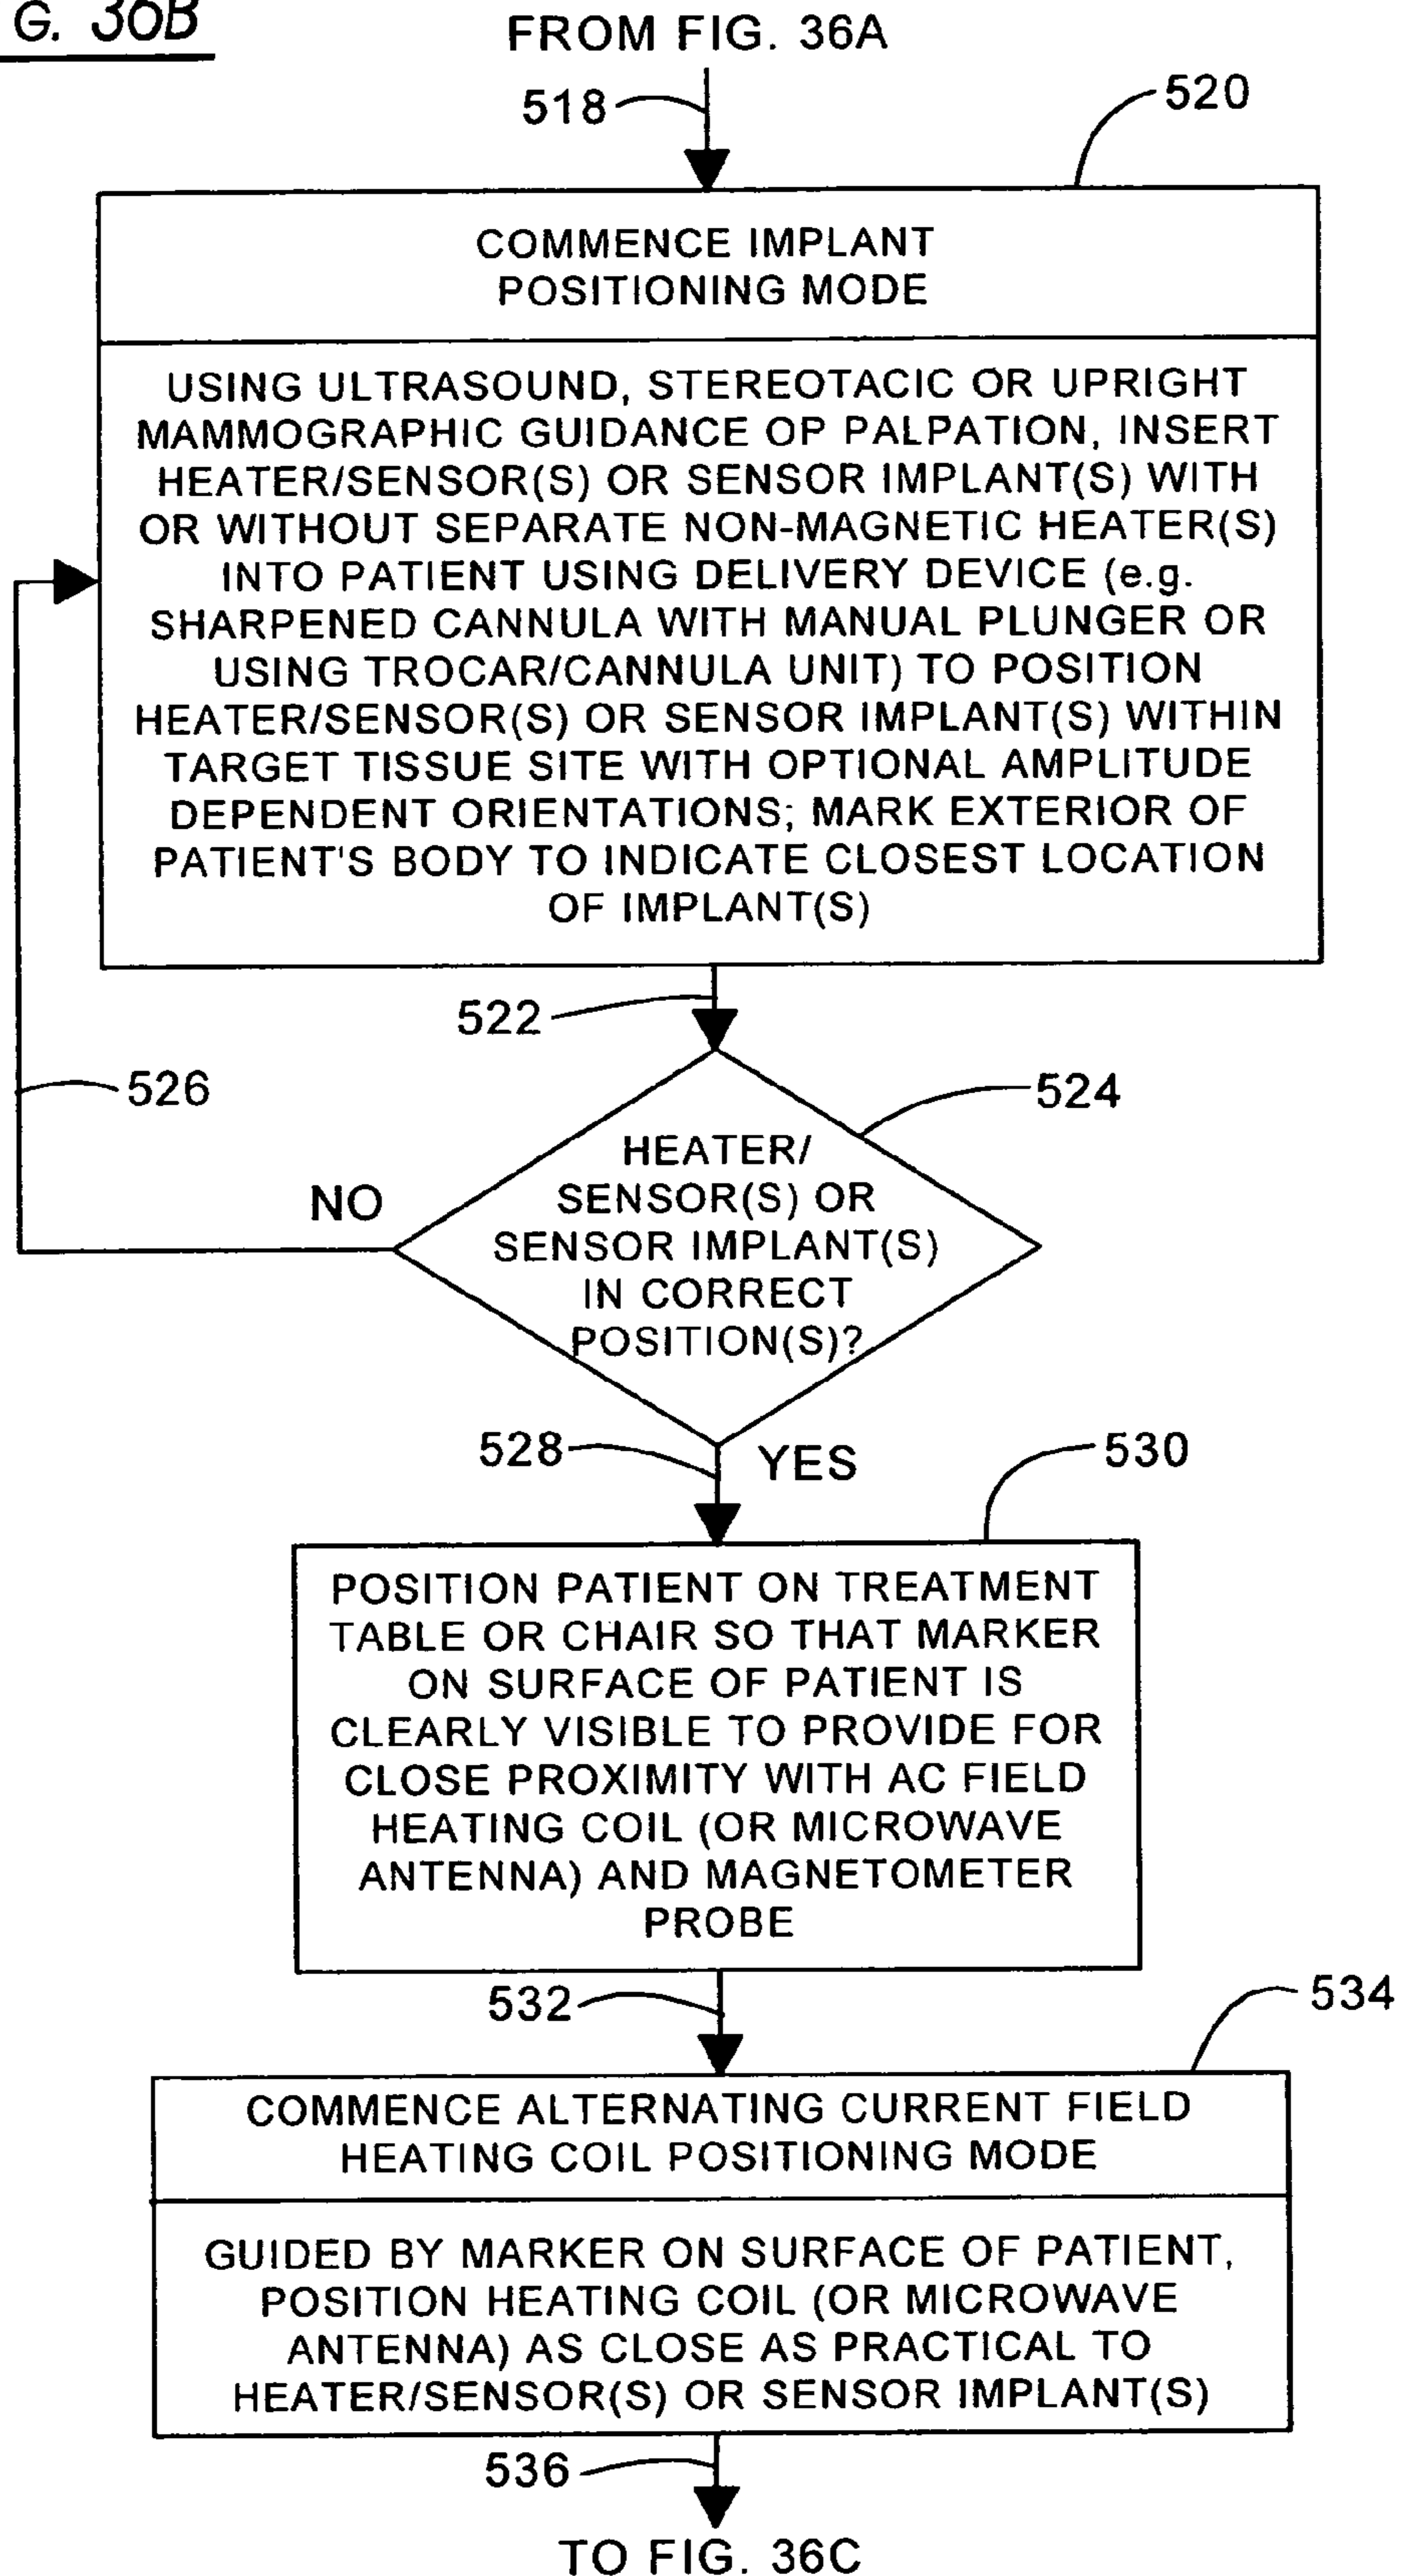 G. 36B
FROM FIG. 36A
518
520
COMMENCE IMPLANT
POSITIONING MODE
USING ULTRASOUND, STEREOTACIC OR UPRIGHT
MAMMOGRAPHIC GUIDANCE OP PALPATION, INSERT
HEATER/SENSOR(S) OR SENSOR IMPLANT(S) WITH
OR WITHOUT SEPARATE NON-MAGNETIC HEATER(S)
INTO PATIENT USING DELIVERY DEVICE (e.g.
SHARPENED CANNULA WITH MANUAL PLUNGER OR
USING TROCAR/CANNULA UNIT) TO POSITION
HEATER/SENSOR(S) OR SENSOR IMPLANT(S) WITHIN
TARGET TISSUE SITE WITH OPTIONAL AMPLITUDE
DEPENDENT ORIENTATIONS; MARK EXTERIOR OF
PATIENT'S BODY TO INDICATE CLOSEST LOCATION
OF IMPLANT(S)
522
526
524
NO
HEATER/
SENSOR(S) OR
SENSOR IMPLANT(S)
IN CORRECT
POSITION(S)?
528
YES
530
POSITION PATIENT ON TREATMENT
TABLE OR CHAIR SO THAT MARKER
ON SURFACE OF PATIENT IS
CLEARLY VISIBLE TO PROVIDE FOR
CLOSE PROXIMITY WITH AC FIELD
HEATING COIL (OR MICROWAVE
ANTENNA) AND MAGNETOMETER
PROBE
532
534
COMMENCE ALTERNATING CURRENT FIELD
HEATING COIL POSITIONING MODE
GUIDED BY MARKER ON SURFACE OF PATIENT,
POSITION HEATING COIL (OR MICROWAVE
ANTENNA) AS CLOSE AS PRACTICAL TO
HEATER/SENSOR(S) OR SENSOR IMPLANT(S)
536
TO FIG. 36C